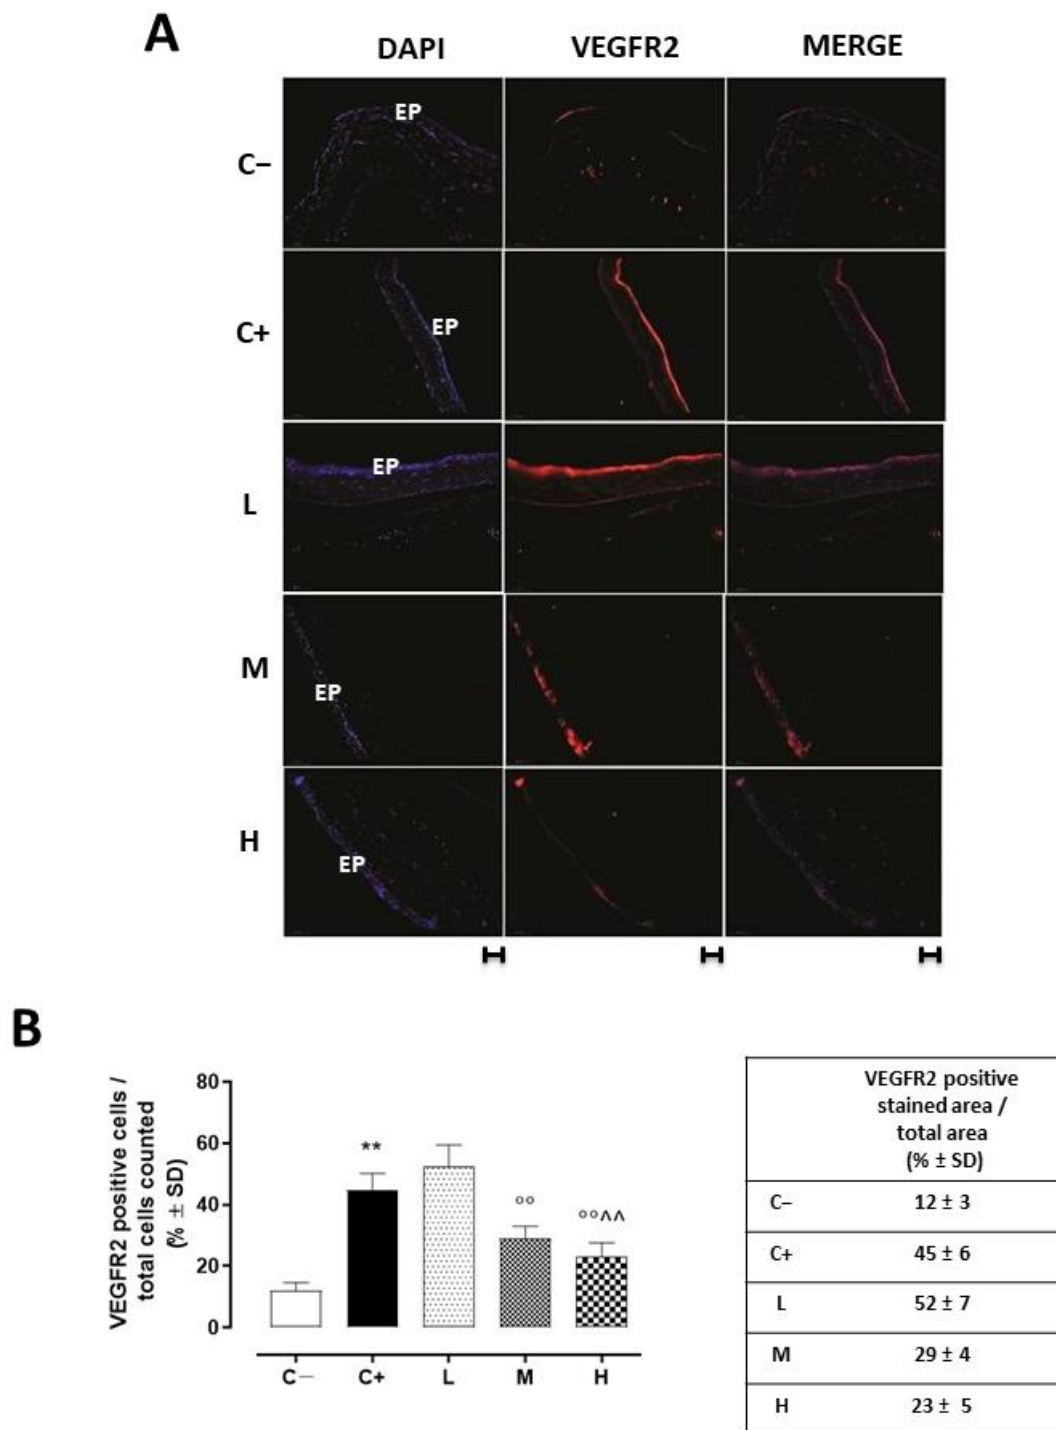 A
DAPI VEGFR2 MERGE
C− EP
C+ EP
L EP
M EP
H EP
B
VEGFR2 positive cells /
total cells counted
(% ± SD)
80
60
40
20
0
**
°°
°°^^
C− C+ L M H
VEGFR2 positive
stained area /
total area
(% ± SD)
C− 12 ± 3
C+ 45 ± 6
L 52 ± 7
M 29 ± 4
H 23 ± 5